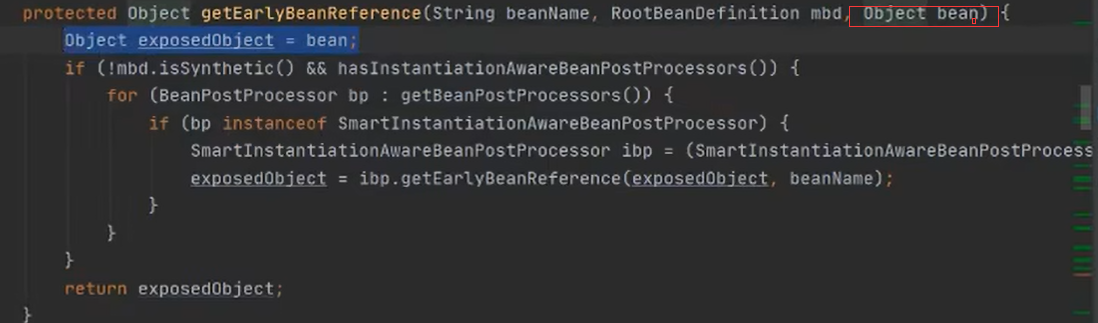 protected Object getEarlyBeanReference(String beanName, RootBeanDefinition mbd, Object bean) {
Object exposedObject = bean;
if (!mbd.isSynthetic() && hasInstantiationAwareBeanPostProcessors()) {
for (BeanPostProcessor bp : getBeanPostProcessors()) {
if (bp instanceof SmartInstantiationAwareBeanPostProcessor) {
SmartInstantiationAwareBeanPostProcessor ibp = (SmartInstantiationAwareBeanPostProcess
exposedObject = ibp.getEarlyBeanReference(exposedObject, beanName);
}
}
}
return exposedObject;
}